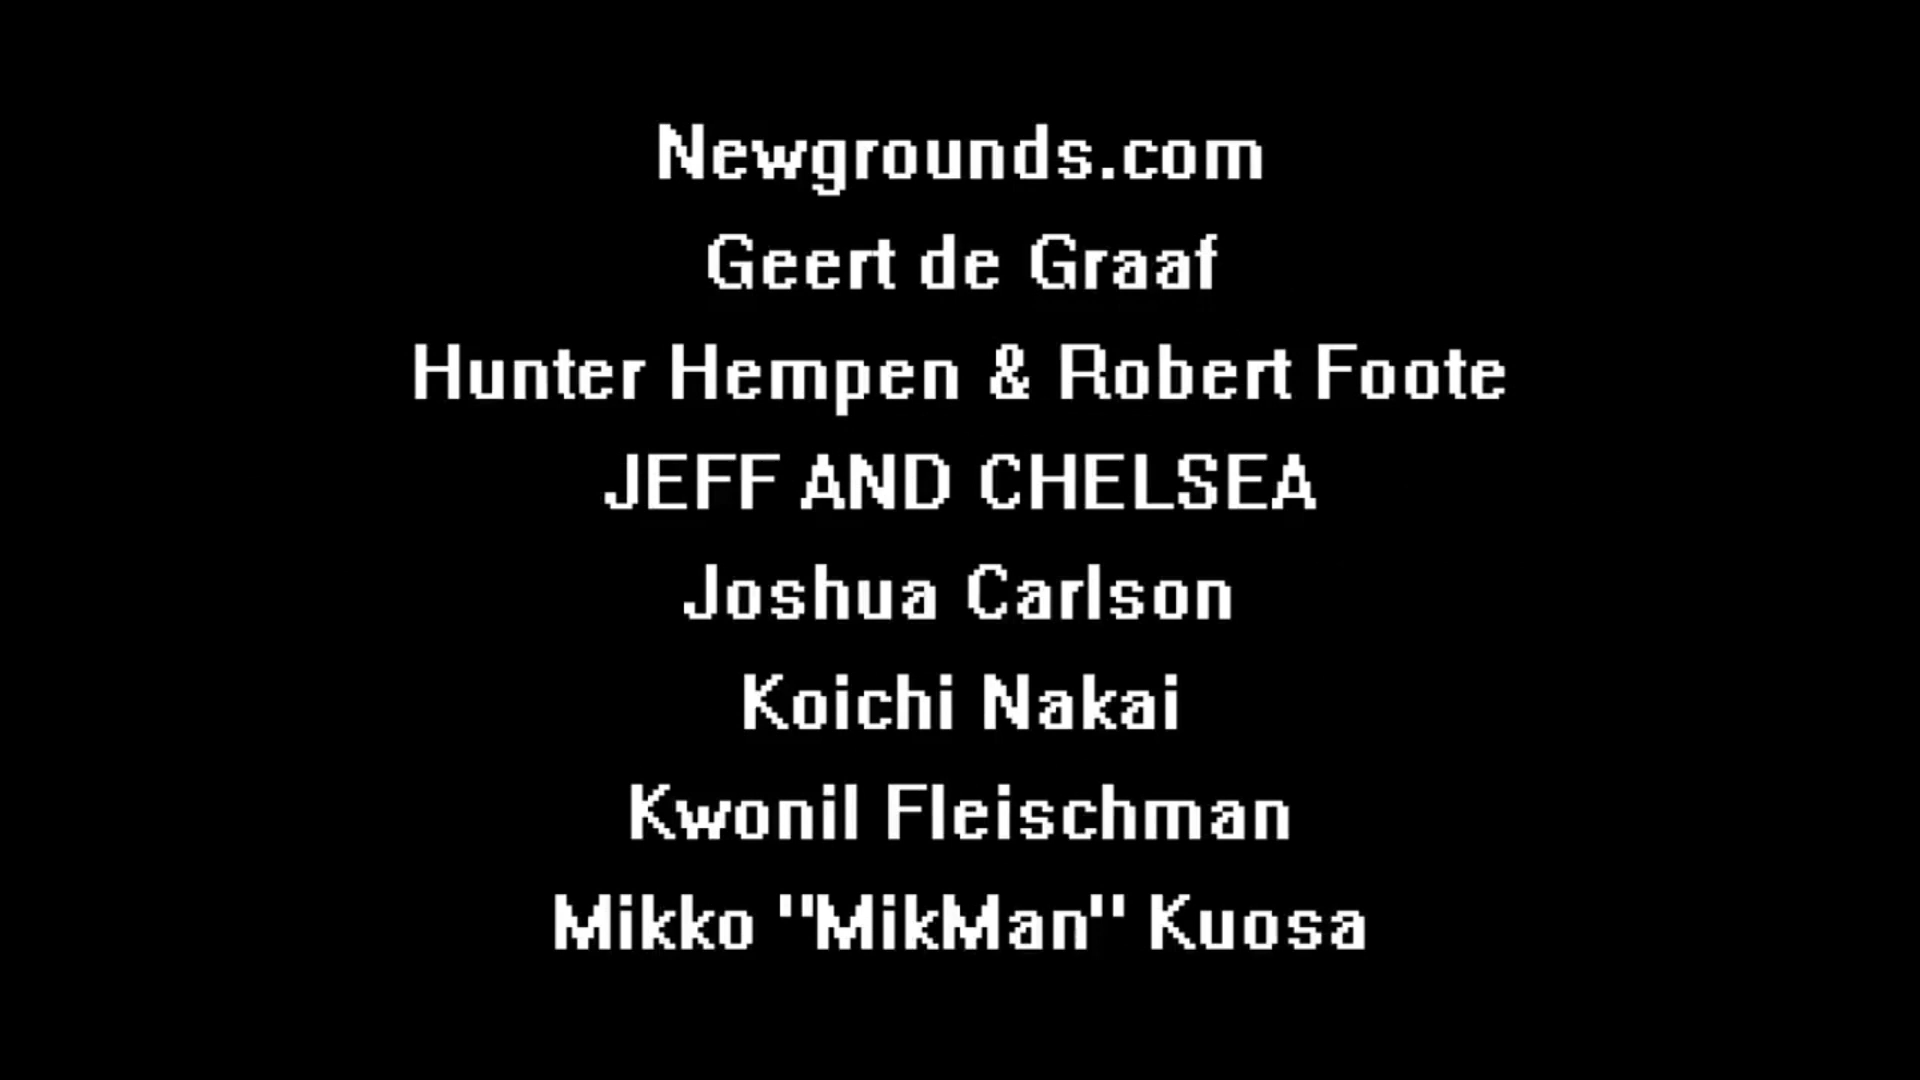 Newgrounds.com
Geert de Graaf
Hunter Hempen & Robert Foote
JEFF AND CHELSEA
Joshua Carlson
Koichi Nakai
Kwonil Fleischman
Mikko "MikMan" Kuosa